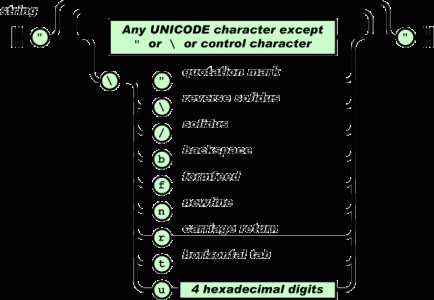 string
Any UNICODE character except
" or \ or control character
"
"
\
" quotation mark
\ reverse solidus
/ solidus
b backspace
f formfeed
n newline
r carriage return
t horizontal tab
u 4 hexadecimal digits